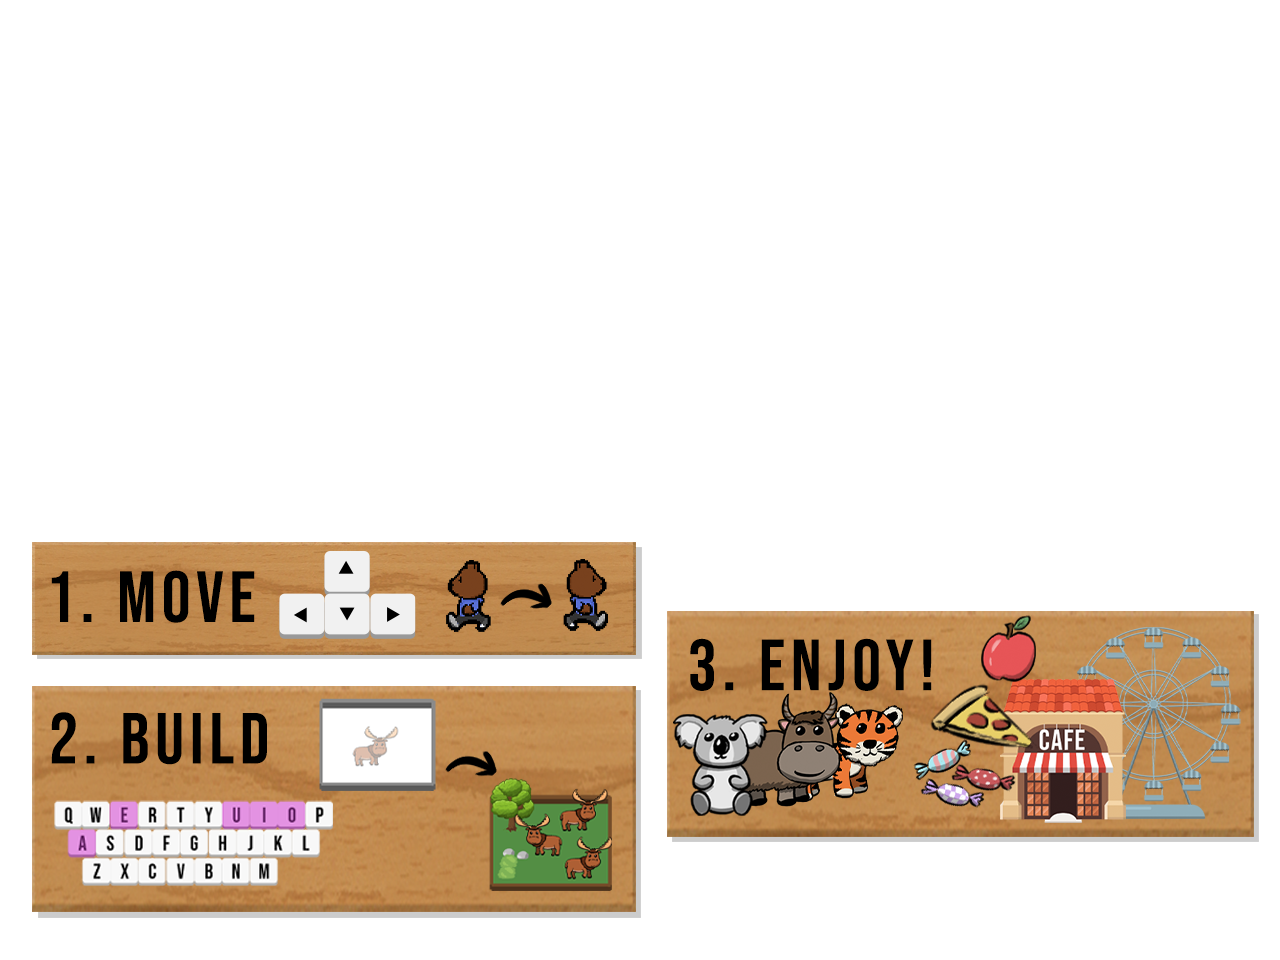 1. MOVE
2. BUILD
Q W E R T Y U I O P
A S D F G H J K L
Z X C V B N M
3. ENJOY!
CAFE